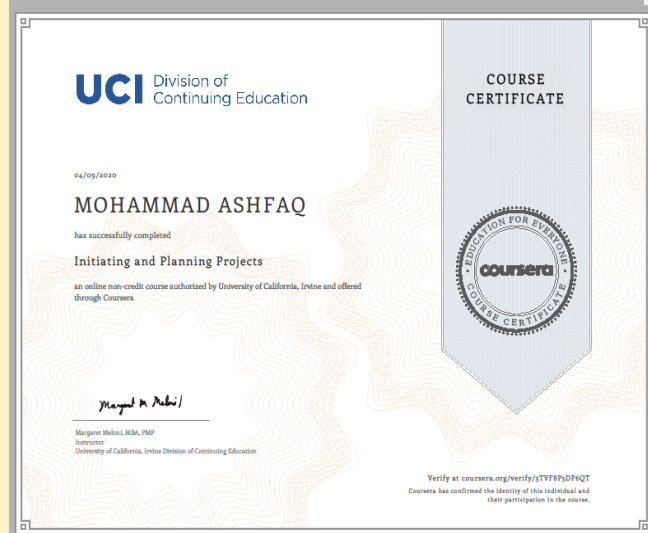 UCI Division of
Continuing Education
COURSE
CERTIFICATE
04/09/2020
MOHAMMAD ASHFAQ
has successfully completed
Initiating and Planning Projects
an online non-credit course authorized by University of California, Irvine and offered
through Coursera
EDUCATION FOR EVERYONE
coursera
COURSE CERTIFICATE
Margaret M Meloni
Margaret Meloni, MBA, PMP
Instructor
University of California, Irvine Division of Continuing Education
Verify at coursera.org/verify/3TVF8P5DP6QT
Coursera has confirmed the identity of this individual and
their participation in the course.